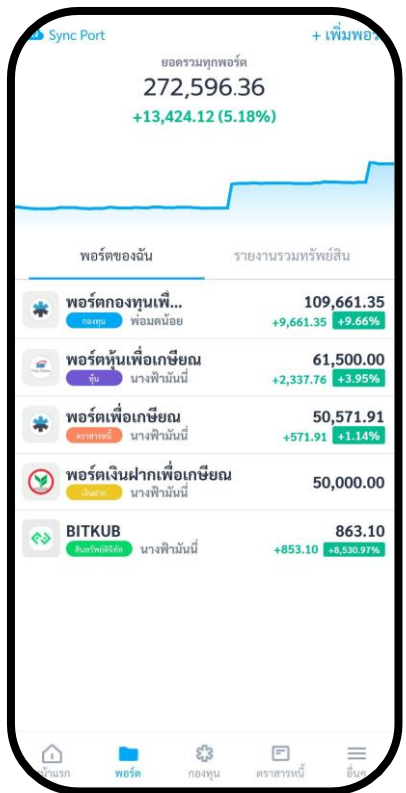 Sync Port
+ เพิ่มพอร์
ยอดรวมทุกพอร์ต
272,596.36
+13,424.12 (5.18%)
พอร์ตของฉัน
รายงานรวมทรัพย์สิน
พอร์ตกองทุนเพื่...
109,661.35
กองทุน พ่อมดน้อย
+9,661.35 +9.66%
พอร์ตหุ้นเพื่อเกษียณ
61,500.00
หุ้น นางฟ้ามันนี่
+2,337.76 +3.95%
พอร์ตเพื่อเกษียณ
50,571.91
ตราสารหนี้ นางฟ้ามันนี่
+571.91 +1.14%
พอร์ตเงินฝากเพื่อเกษียณ
50,000.00
เงินฝาก นางฟ้ามันนี่
BITKUB
863.10
สินทรัพย์ดิจิทัล นางฟ้ามันนี่
+853.10 +8,530.97%
หน้าแรก พอร์ต กองทุน ตราสารหนี้ อื่นๆ